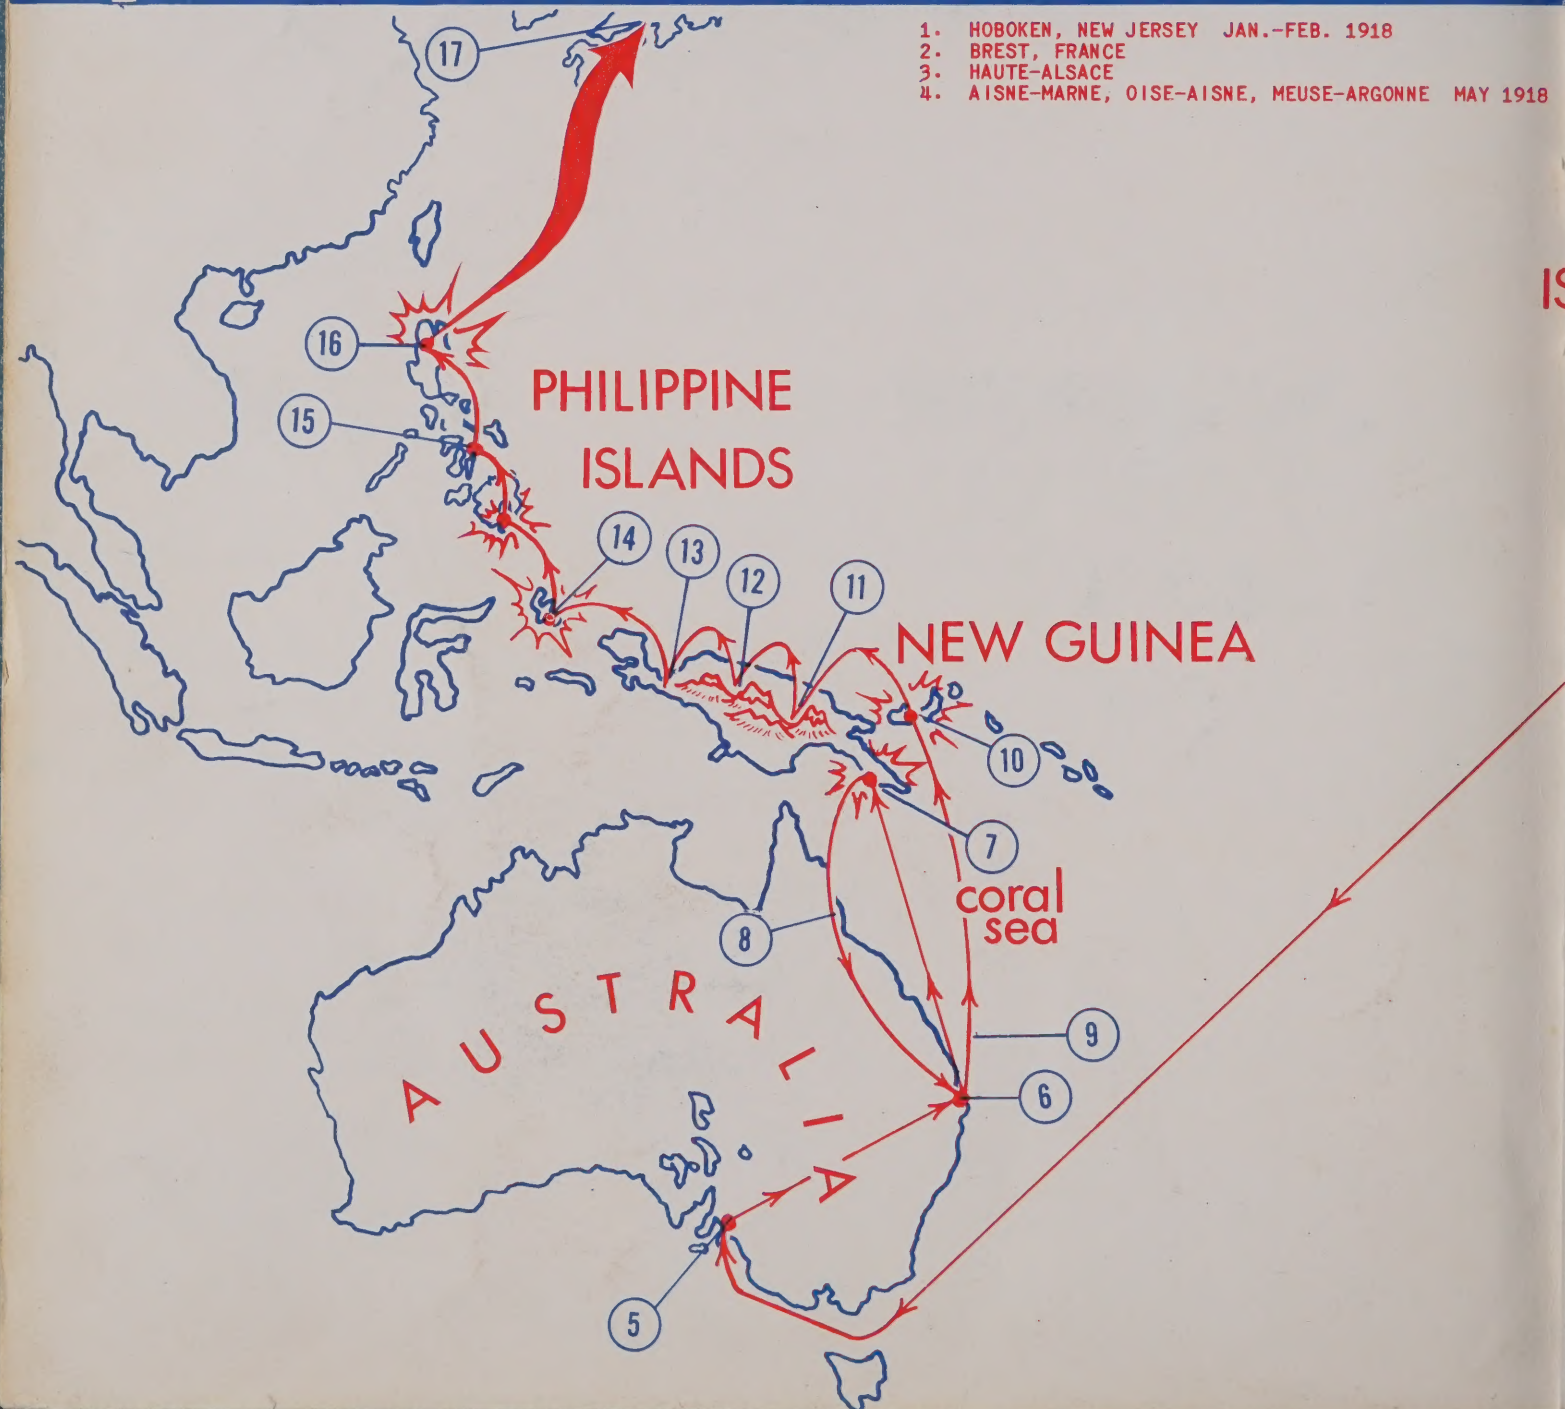 1. HOBOKEN, NEW JERSEY JAN.-FEB. 1918
2. BREST, FRANCE
3. HAUTE-ALSACE
4. AISNE-MARNE, OISE-AISNE, MEUSE-ARGONNE MAY 1918
17
IS
16
PHILIPPINE
15
ISLANDS
14
13
12
11
NEW GUINEA
10
7
coral
sea
8
AUSTRALIA
9
6
5